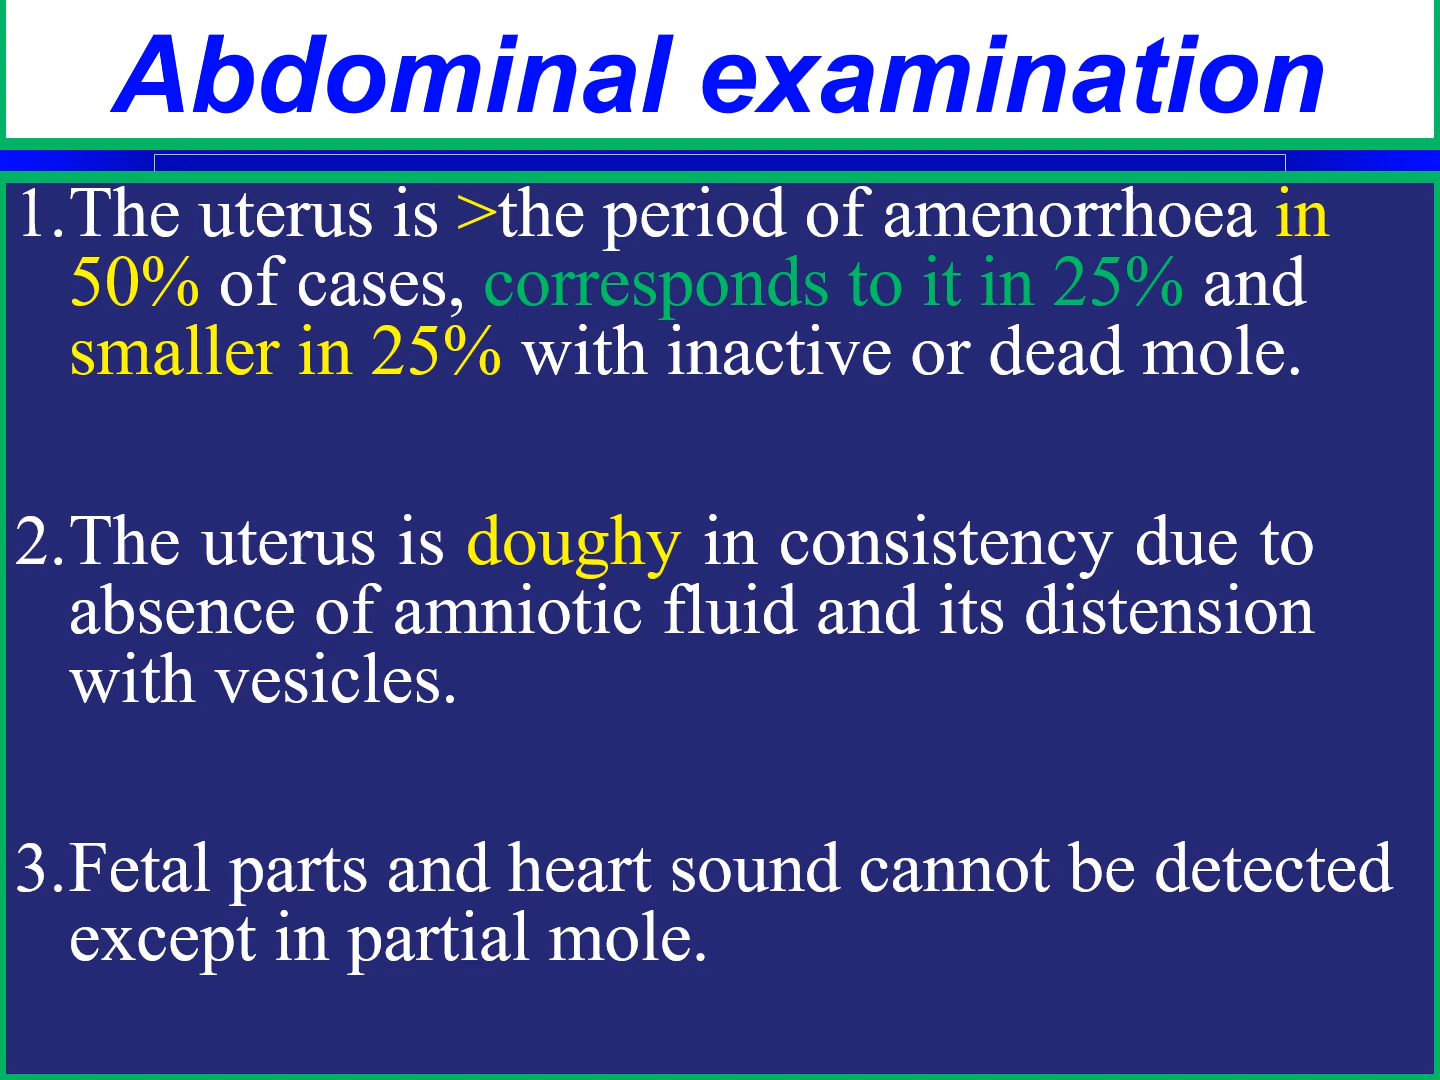 Abdominal examination
1.The uterus is >the period of amenorrhoea in
50% of cases, corresponds to it in 25% and
smaller in 25% with inactive or dead mole.
2.The uterus is doughy in consistency due to
absence of amniotic fluid and its distension
with vesicles.
3.Fetal parts and heart sound cannot be detected
except in partial mole.